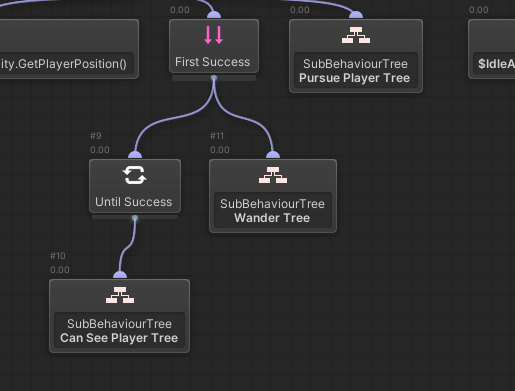 0.00
0.00
0.00
ity.GetPlayerPosition()
First Success
SubBehaviourTree
Pursue Player Tree
$IdleA
#9
0.00
#11
0.00
Until Success
SubBehaviourTree
Wander Tree
#10
0.00
SubBehaviourTree
Can See Player Tree